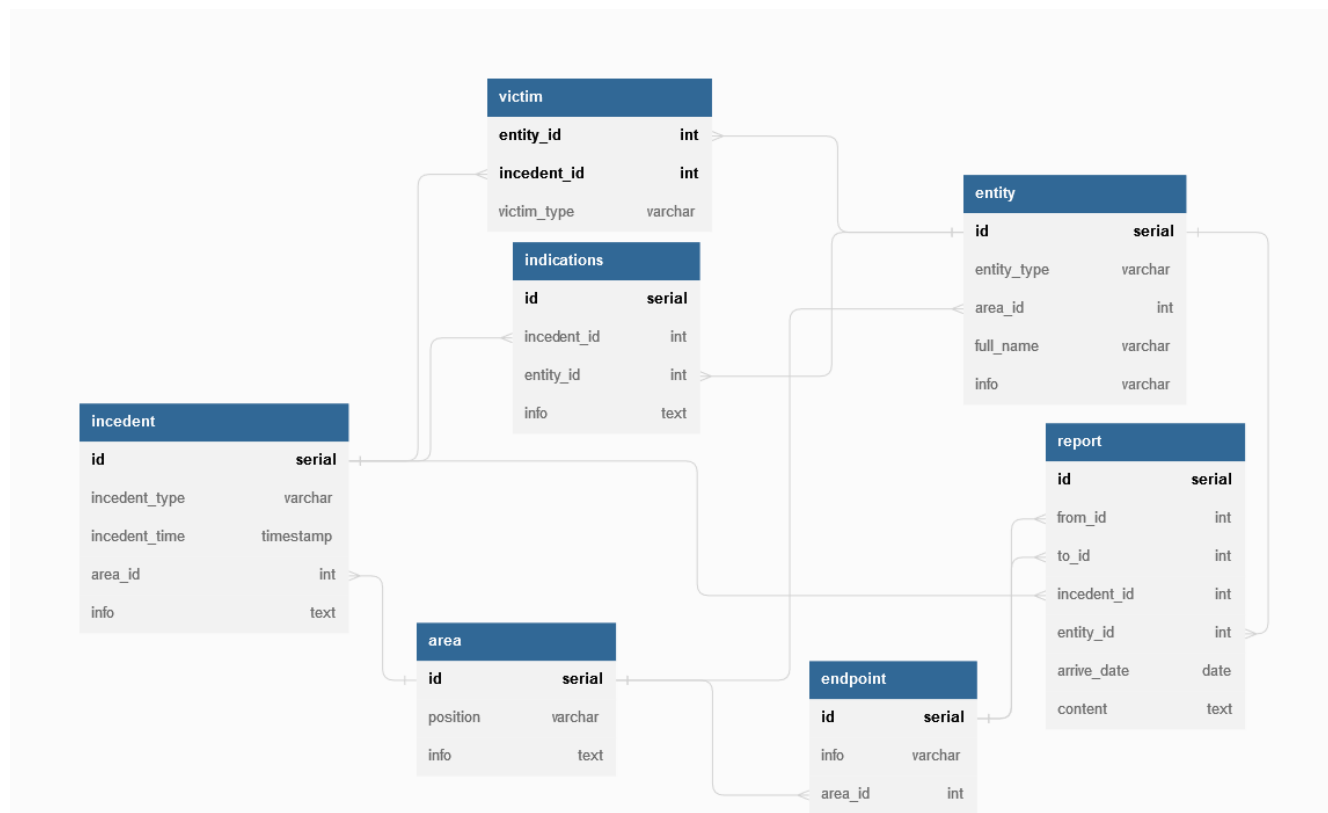 victim
entity_id int
incedent_id int
victim_type varchar
indications
id serial
incedent_id int
entity_id int
info text
entity
id serial
entity_type varchar
area_id int
full_name varchar
info varchar
incedent
id serial
incedent_type varchar
incedent_time timestamp
area_id int
info text
report
id serial
from_id int
to_id int
incedent_id int
entity_id int
arrive_date date
content text
area
id serial
position varchar
info text
endpoint
id serial
info varchar
area_id int